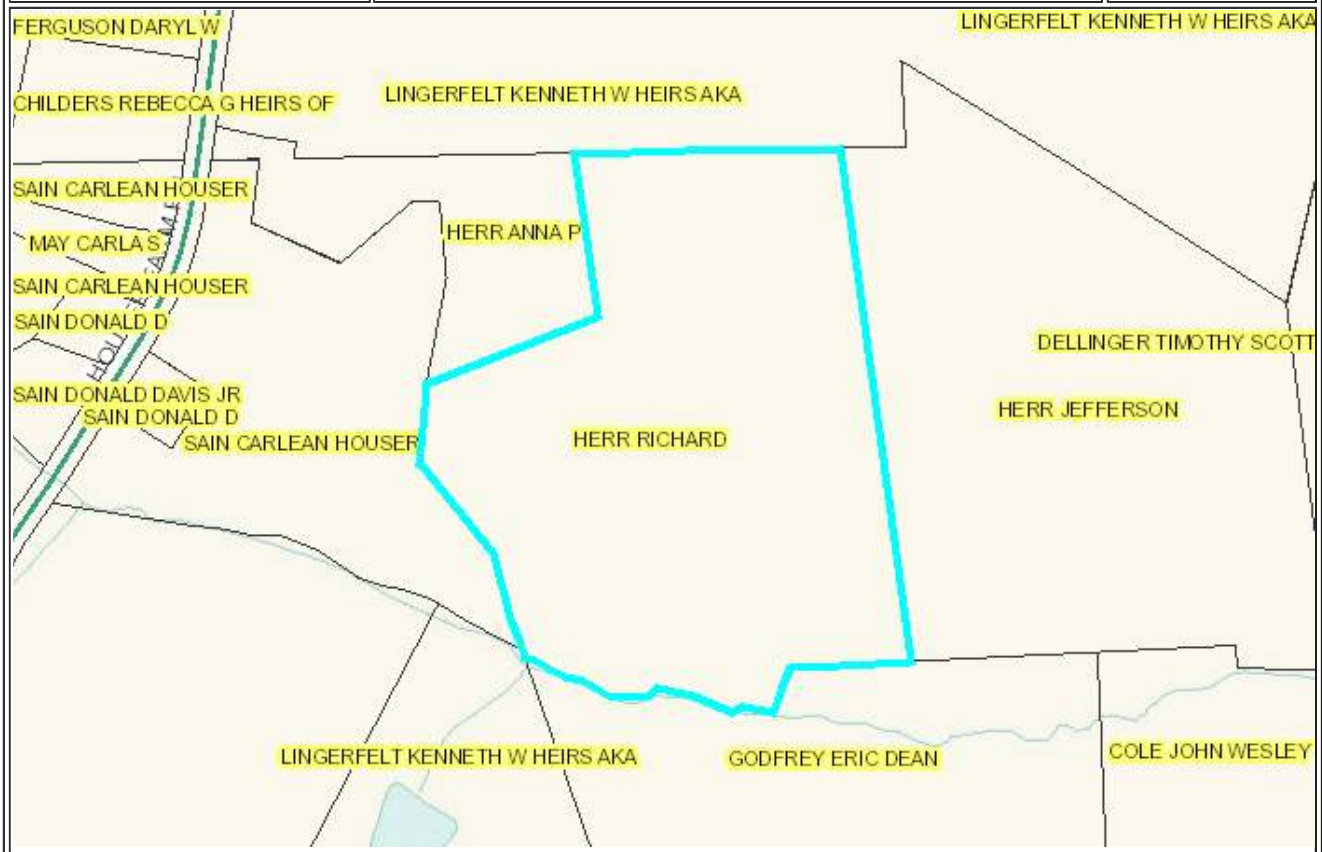 FERGUSON DARYL W
LINGERFELT KENNETH W HEIRS AKA
LINGERFELT KENNETH W HEIRS AKA
CHILDERS REBECCA G HEIRS OF
SAIN CARLEAN HOUSER
HERR ANNA P
MAY CARLA S
SAIN CARLEAN HOUSER
SAIN DONALD D
DELLINGER TIMOTHY SCOTT
SAIN DONALD DAVIS JR
HERR JEFFERSON
SAIN DONALD D
HERR RICHARD
SAIN CARLEAN HOUSER
LINGERFELT KENNETH W HEIRS AKA
GODFREY ERIC DEAN
COLE JOHN WESLEY